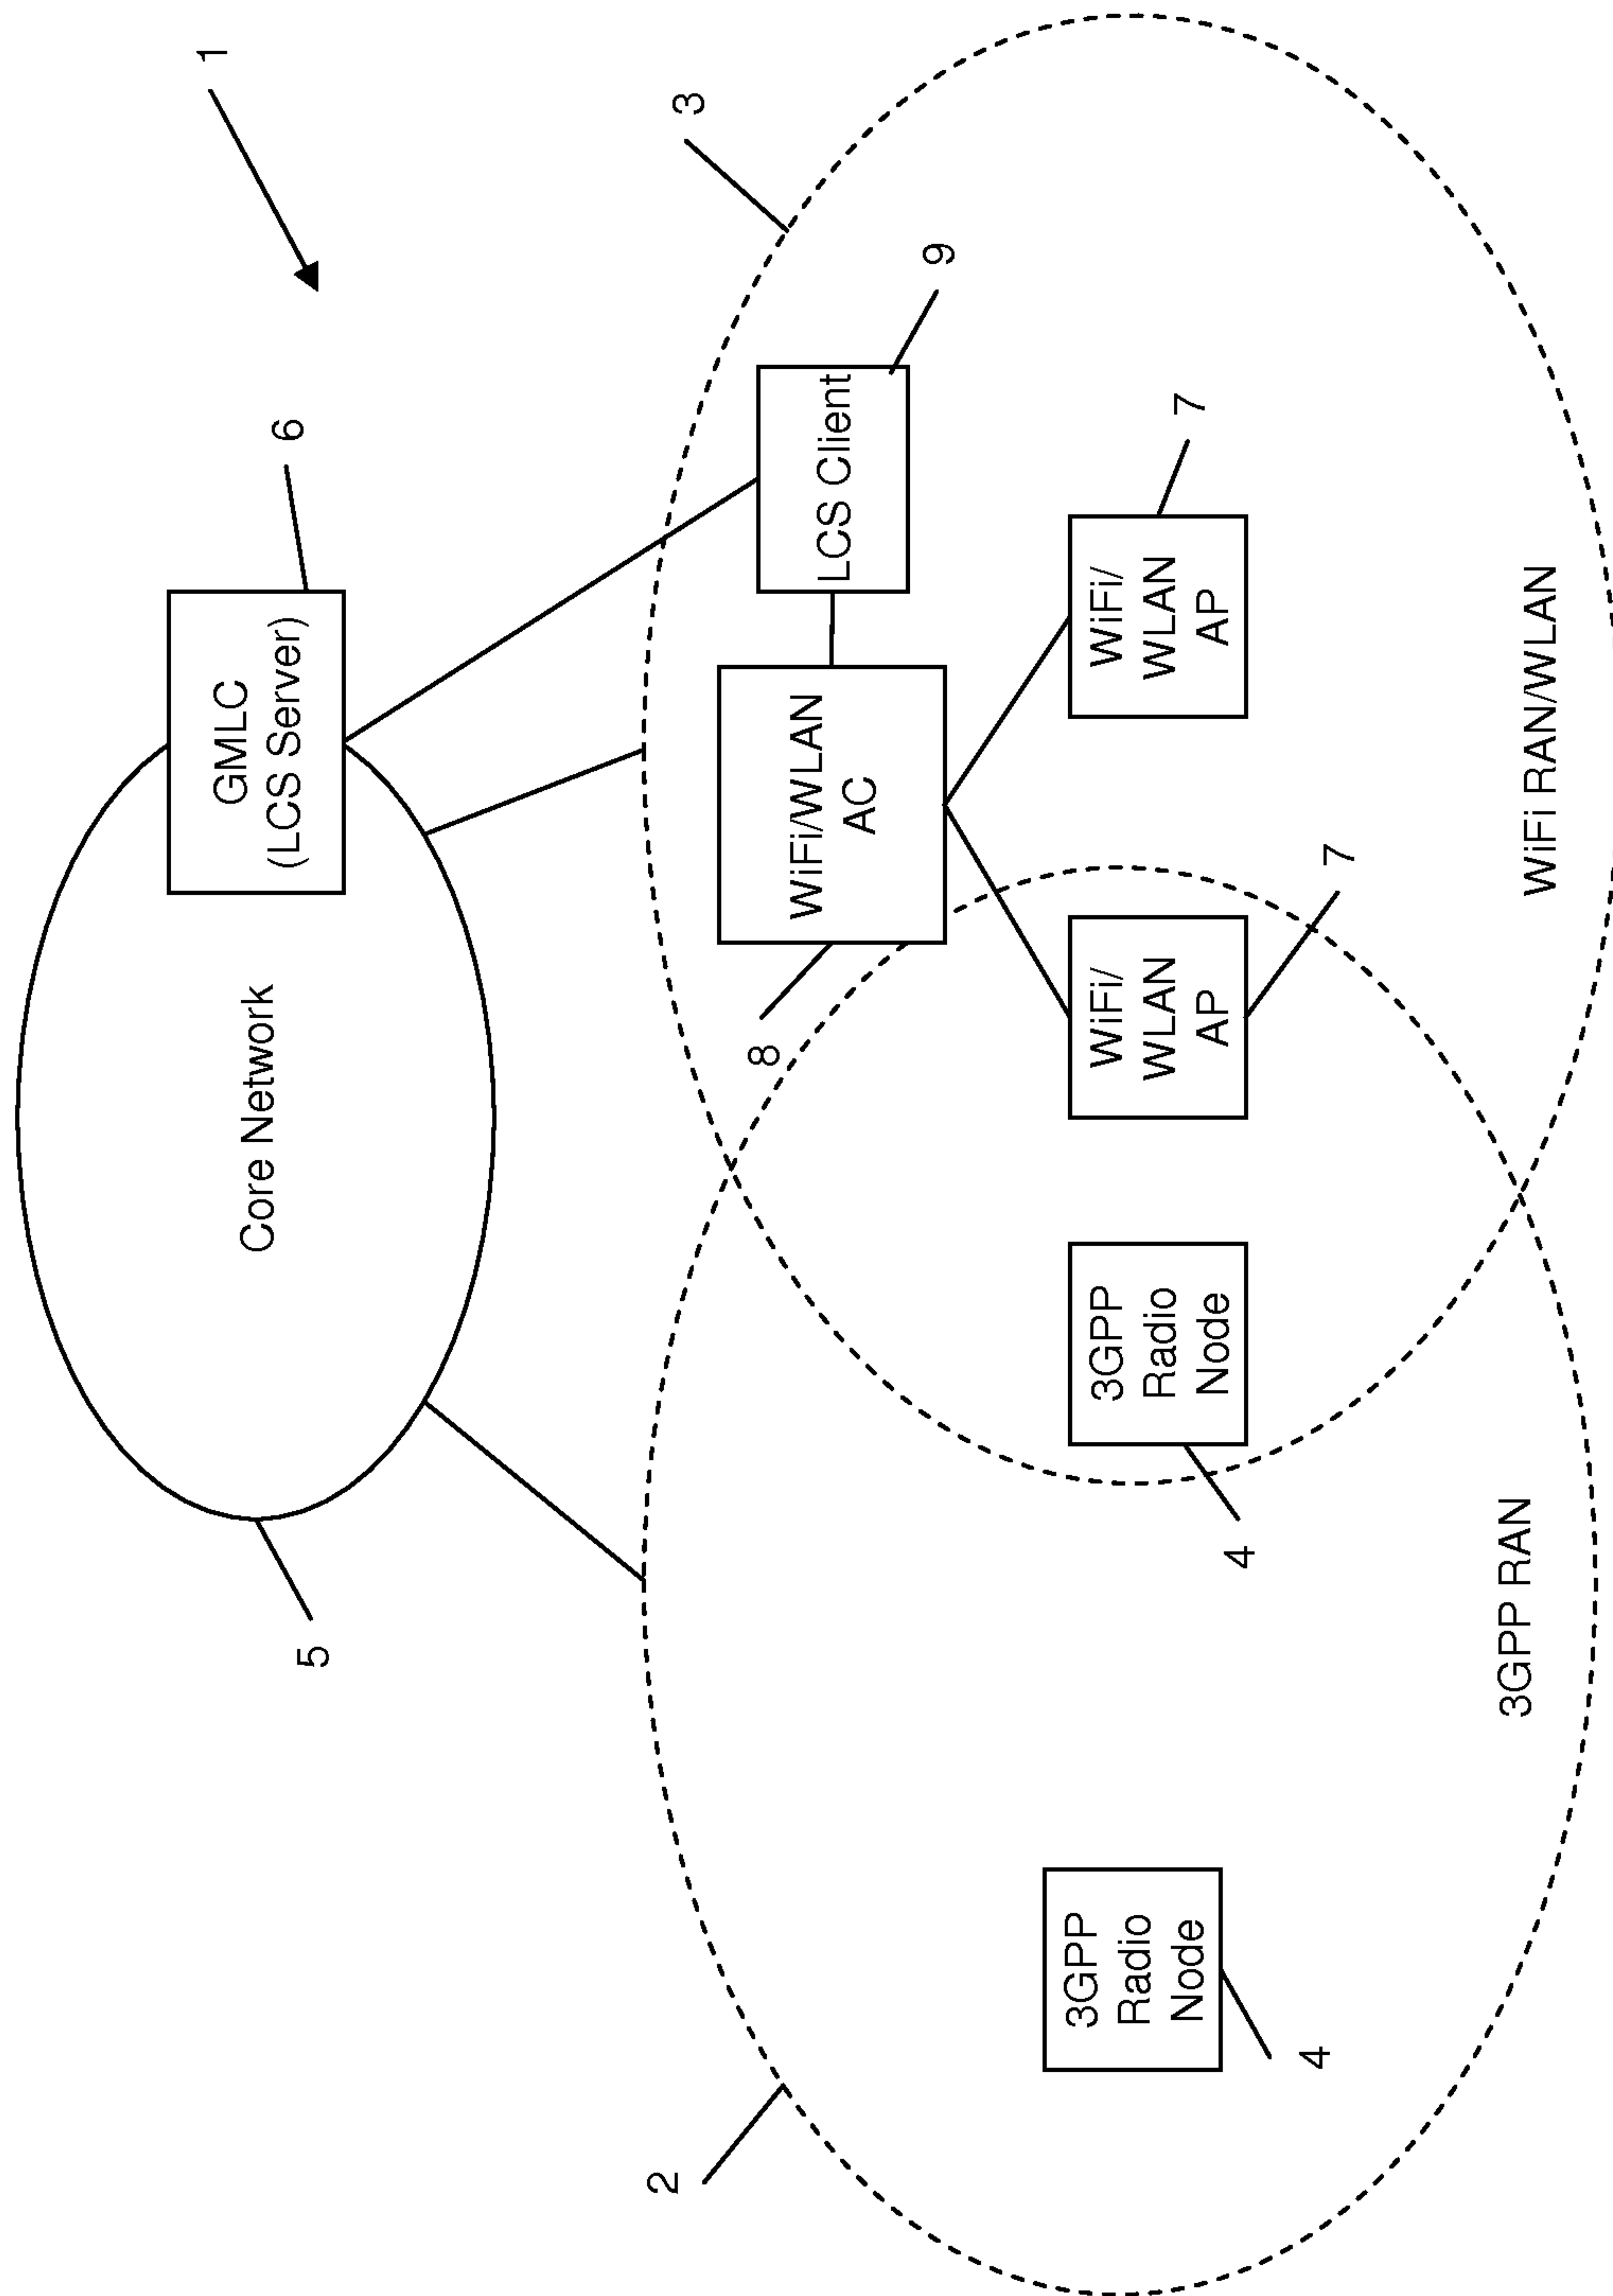 1
6
GMLC
(LCS Server)
Core Network
5
3
2
8
WiFi/WLAN
AC
LCS Client
9
3GPP
Radio
Node
4
3GPP
Radio
Node
4
WiFi/
WLAN
AP
7
WiFi/
WLAN
AP
7
3GPP RAN
WiFi RAN/WLAN